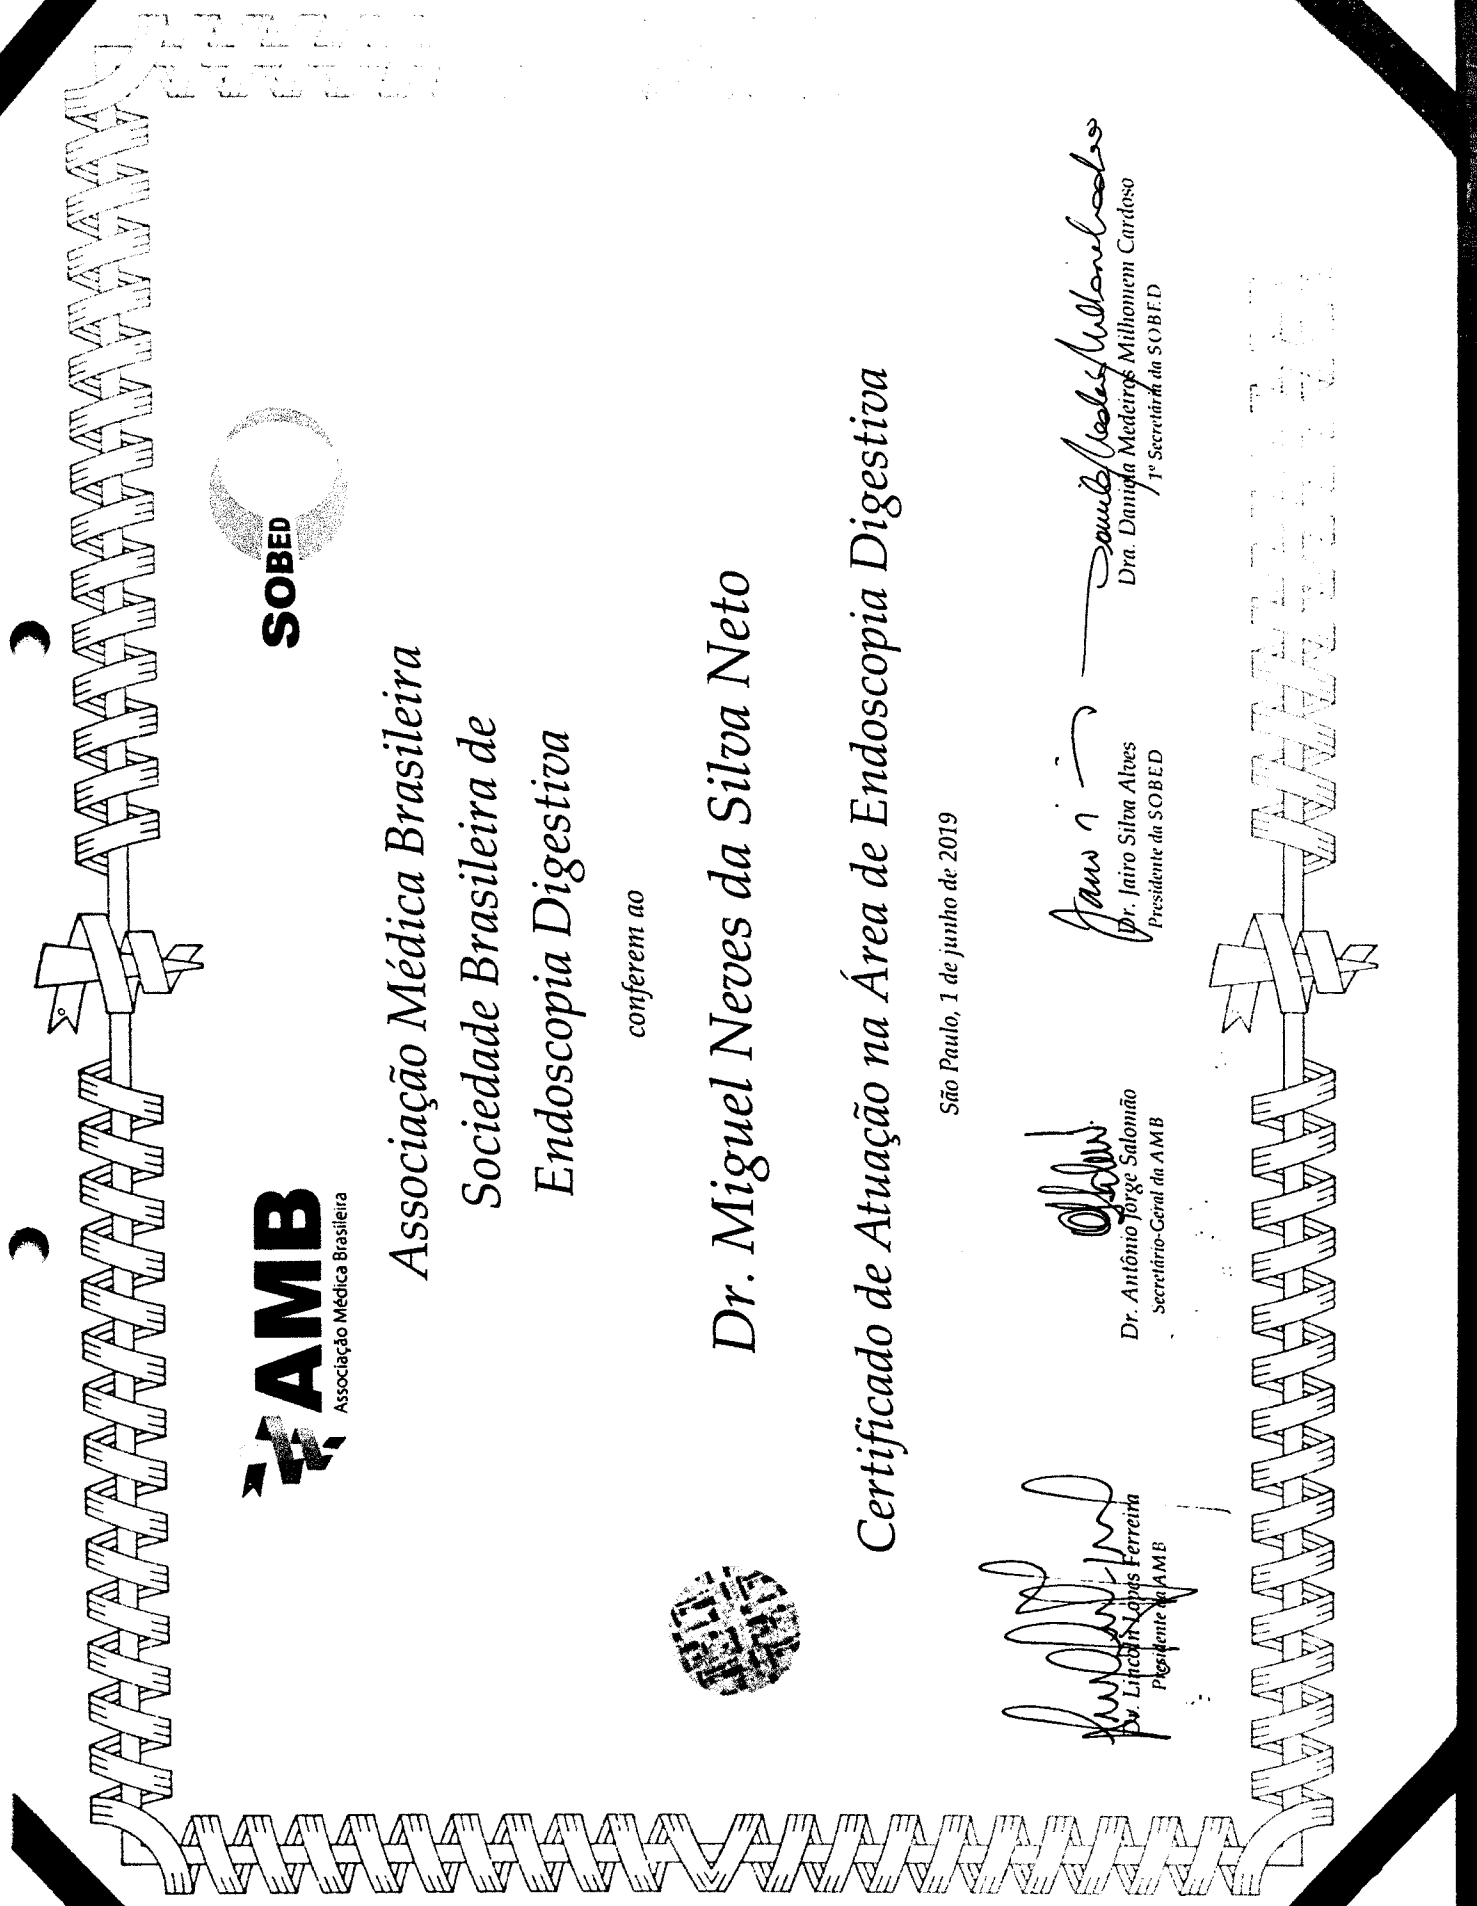 AMB
Associação Médica Brasileira
SOBED
Associação Médica Brasileira
Sociedade Brasileira de
Endoscopia Digestiva
conferem ao
Dr. Miguel Neves da Silva Neto
Certificado de Atuação na Área de Endoscopia Digestiva
São Paulo, 1 de junho de 2019
Dr. Lincoln Lopes Ferreira
Presidente da AMB
Dr. Antônio Jorge Salomão
Secretário-Geral da AMB
Dr. Jairo Silva Alves
Presidente da SOBED
Dra. Daniela Medeiros Milhomem Cardoso
1ª Secretária da SOBED